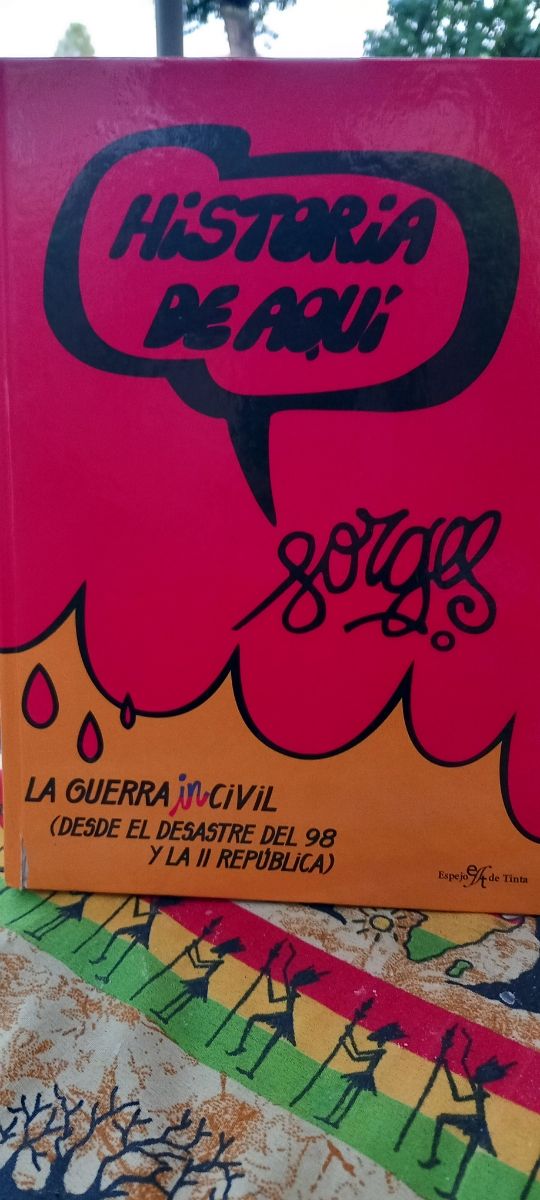 HiSTORiA
DE AQUí
Forges
LA GUERRA inCiViL
(DESDE EL DESASTRE DEL 98
Y LA II REPÚBLiCA)
Espejo de Tinta